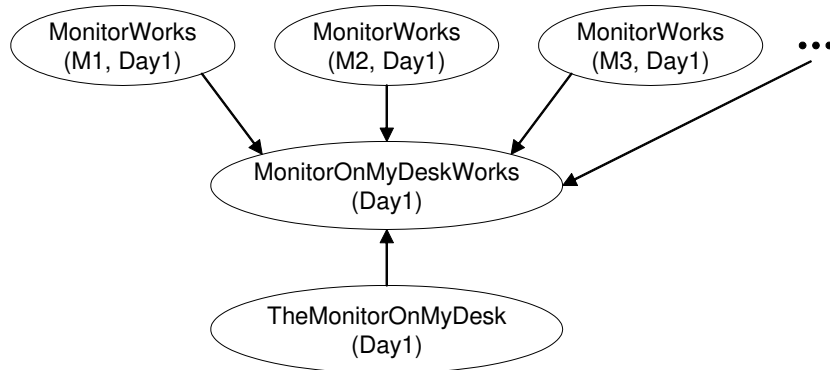 MonitorWorks
(M1, Day1)
MonitorWorks
(M2, Day1)
MonitorWorks
(M3, Day1)
...
MonitorOnMyDeskWorks
(Day1)
TheMonitorOnMyDesk
(Day1)